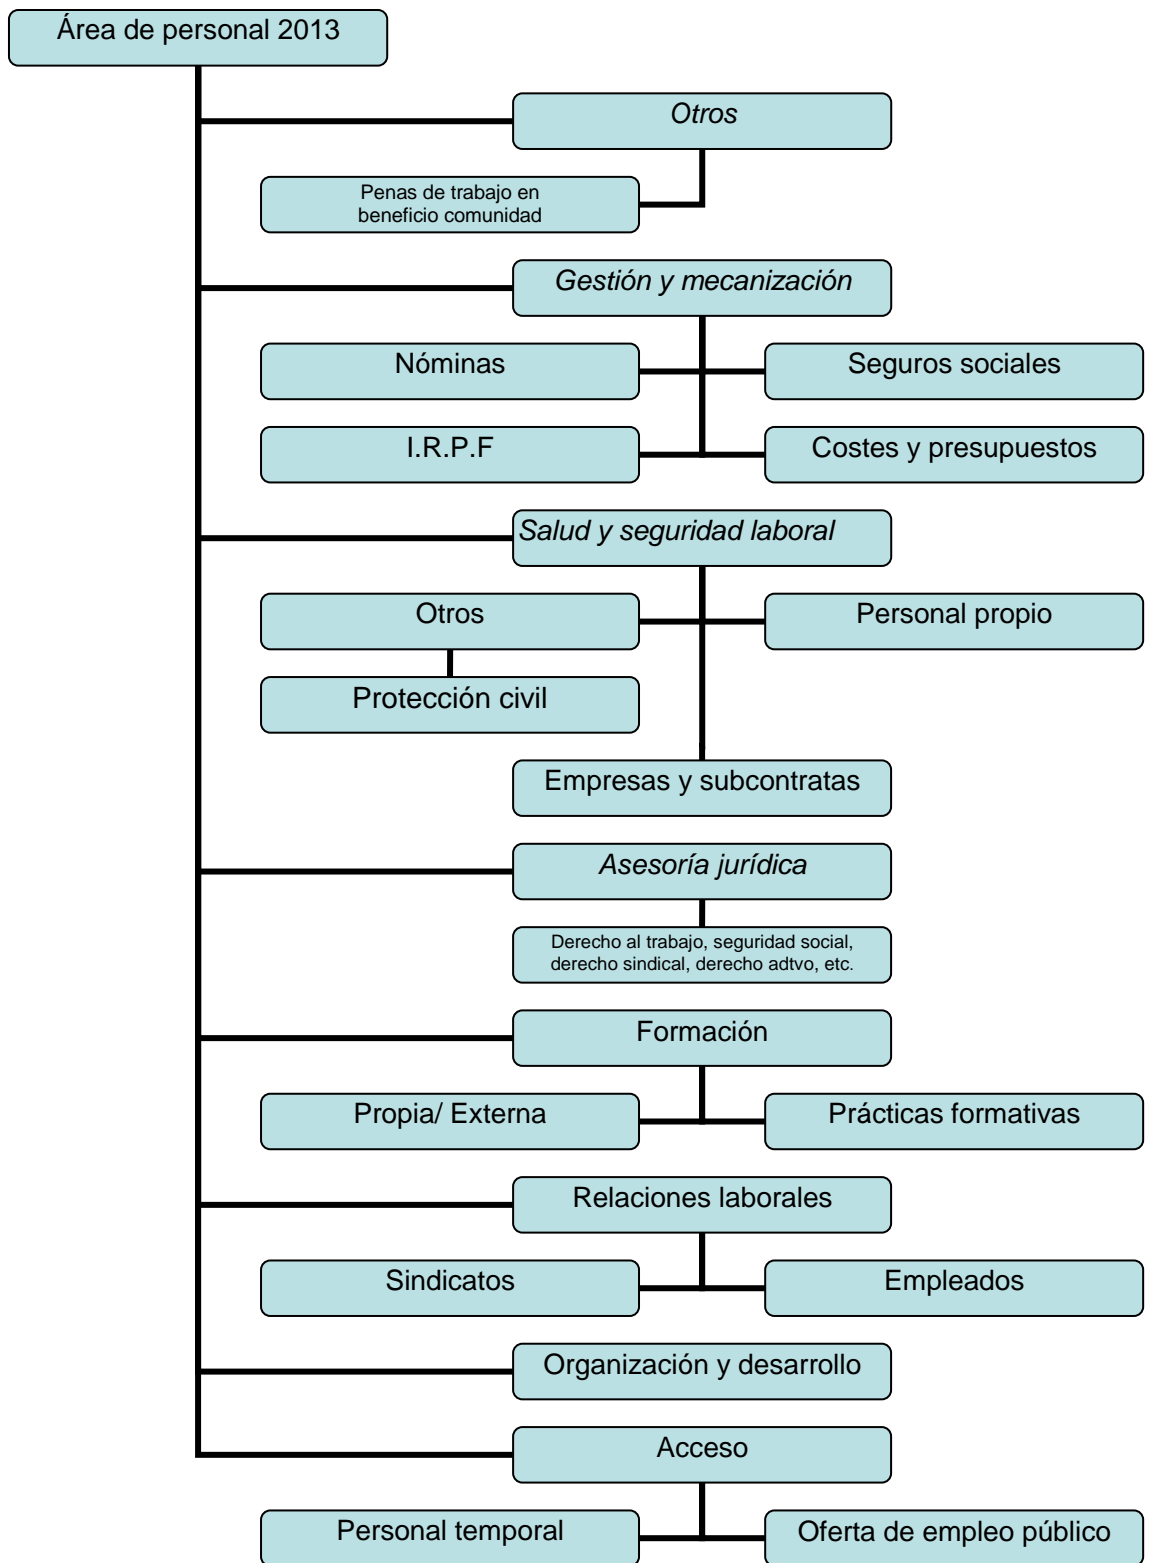 Área de personal 2013
Otros
Penas de trabajo en
beneficio comunidad
Gestión y mecanización
Nóminas
Seguros sociales
I.R.P.F
Costes y presupuestos
Salud y seguridad laboral
Otros
Personal propio
Protección civil
Empresas y subcontratas
Asesoría jurídica
Derecho al trabajo, seguridad social,
derecho sindical, derecho adtvo, etc.
Formación
Propia/ Externa
Prácticas formativas
Relaciones laborales
Sindicatos
Empleados
Organización y desarrollo
Acceso
Personal temporal
Oferta de empleo público